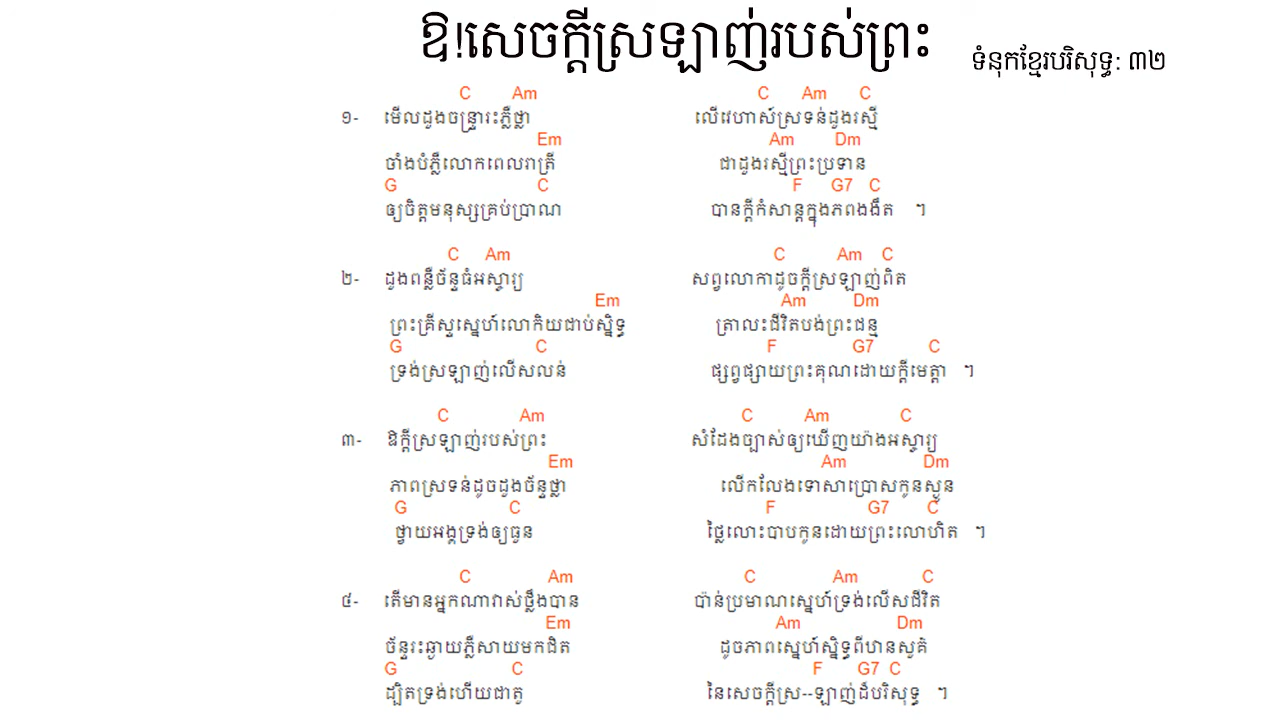 ឱ!សេចក្ដីស្រឡាញ់របស់ព្រះ
ទំនុកខ្មែរបរិសុទ្ធ: ៣២
C Am C Am C
១- មើលដួងចន្ទ្រារះភ្លឺថ្លា លើវេហាស៍ស្រទន់ដួងរស្មី
Em Am Dm
ចាំងបំភ្លឺលោកពេលរាត្រី ជាដួងរស្មីព្រះប្រទាន
G C F G7 C
ឲ្យចិត្តមនុស្សគ្រប់ប្រាណ បានក្ដីកំសាន្តក្នុងភពងងឹត ។
C Am C Am C
២- ដួងពន្លឺច័ន្ទធំអស្ចារ្យ សព្វលោកាដូចក្ដីស្រឡាញ់ពិត
Em Am Dm
ព្រះគ្រីស្ទស្នេហ៍លោកិយជាប់ស្និទ្ធ ត្រាលះជីវិតបង់ព្រះជន្ម
G C F G7 C
ទ្រង់ស្រឡាញ់លើសលន់ ផ្សព្វផ្សាយព្រះគុណដោយក្ដីមេត្តា ។
C Am C Am C
៣- ឱក្ដីស្រឡាញ់របស់ព្រះ សំដែងច្បាស់ឲ្យឃើញយ៉ាងអស្ចារ្យ
Em Am Dm
ភាពស្រទន់ដូចដួងច័ន្ទថ្លា លើកលែងទោសាប្រោសកូនស្ងួន
G C F G7 C
ថ្វាយអង្គទ្រង់ឲ្យធួន ថ្លៃលោះបាបកូនដោយព្រះលោហិត ។
C Am C Am C
៤- តើមានអ្នកណាវាស់ថ្លឹងបាន ប៉ាន់ប្រមាណស្នេហ៍ទ្រង់លើសជីវិត
Em Am Dm
ច័ន្ទរះឆ្ងាយភ្លឺសាយមកជិត ដូចភាពស្នេហ៍ស្និទ្ធពីឋានសួគ៌
G C F G7 C
ដ្បិតទ្រង់ហើយជាតួ នៃសេចក្ដីស្រ--ឡាញ់ដ៏បរិសុទ្ធ ។